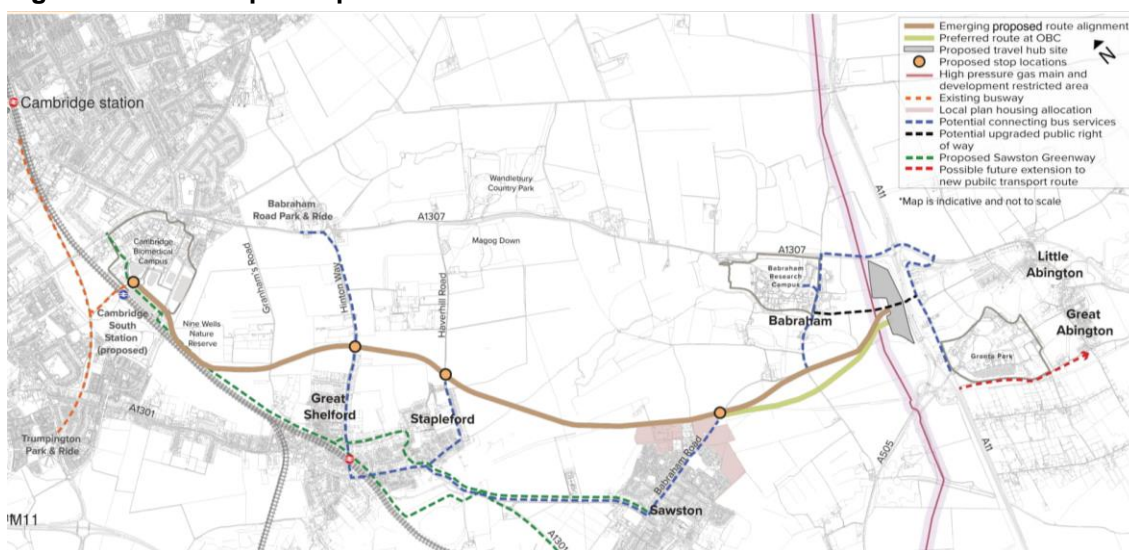 Emerging proposed route alignment
Preferred route at OBC
Proposed travel hub site
Proposed stop locations
High pressure gas main and
development restricted area
Existing busway
Local plan housing allocation
Potential connecting bus services
Potential upgraded public right
of way
Proposed Sawston Greenway
Possible future extension to
new public transport route
*Map is indicative and not to scale
N
Cambridge station
Wandlebury
Country Park
Babraham
Road Park & Ride
A1307
A11
Cambridge
Biomedical
Campus
Granham's Road
Hinton Way
Magog Down
Haverhill Road
A1307
Babraham
Research
Campus
Little
Abington
Cambridge
South
Station
(proposed)
Nine Wells
Nature
Reserve
Babraham
Great
Abington
Granta Park
A1301
Great
Shelford
Stapleford
Trumpington
Park & Ride
Babraham Road
A505
A11
Sawston
M11
A1301